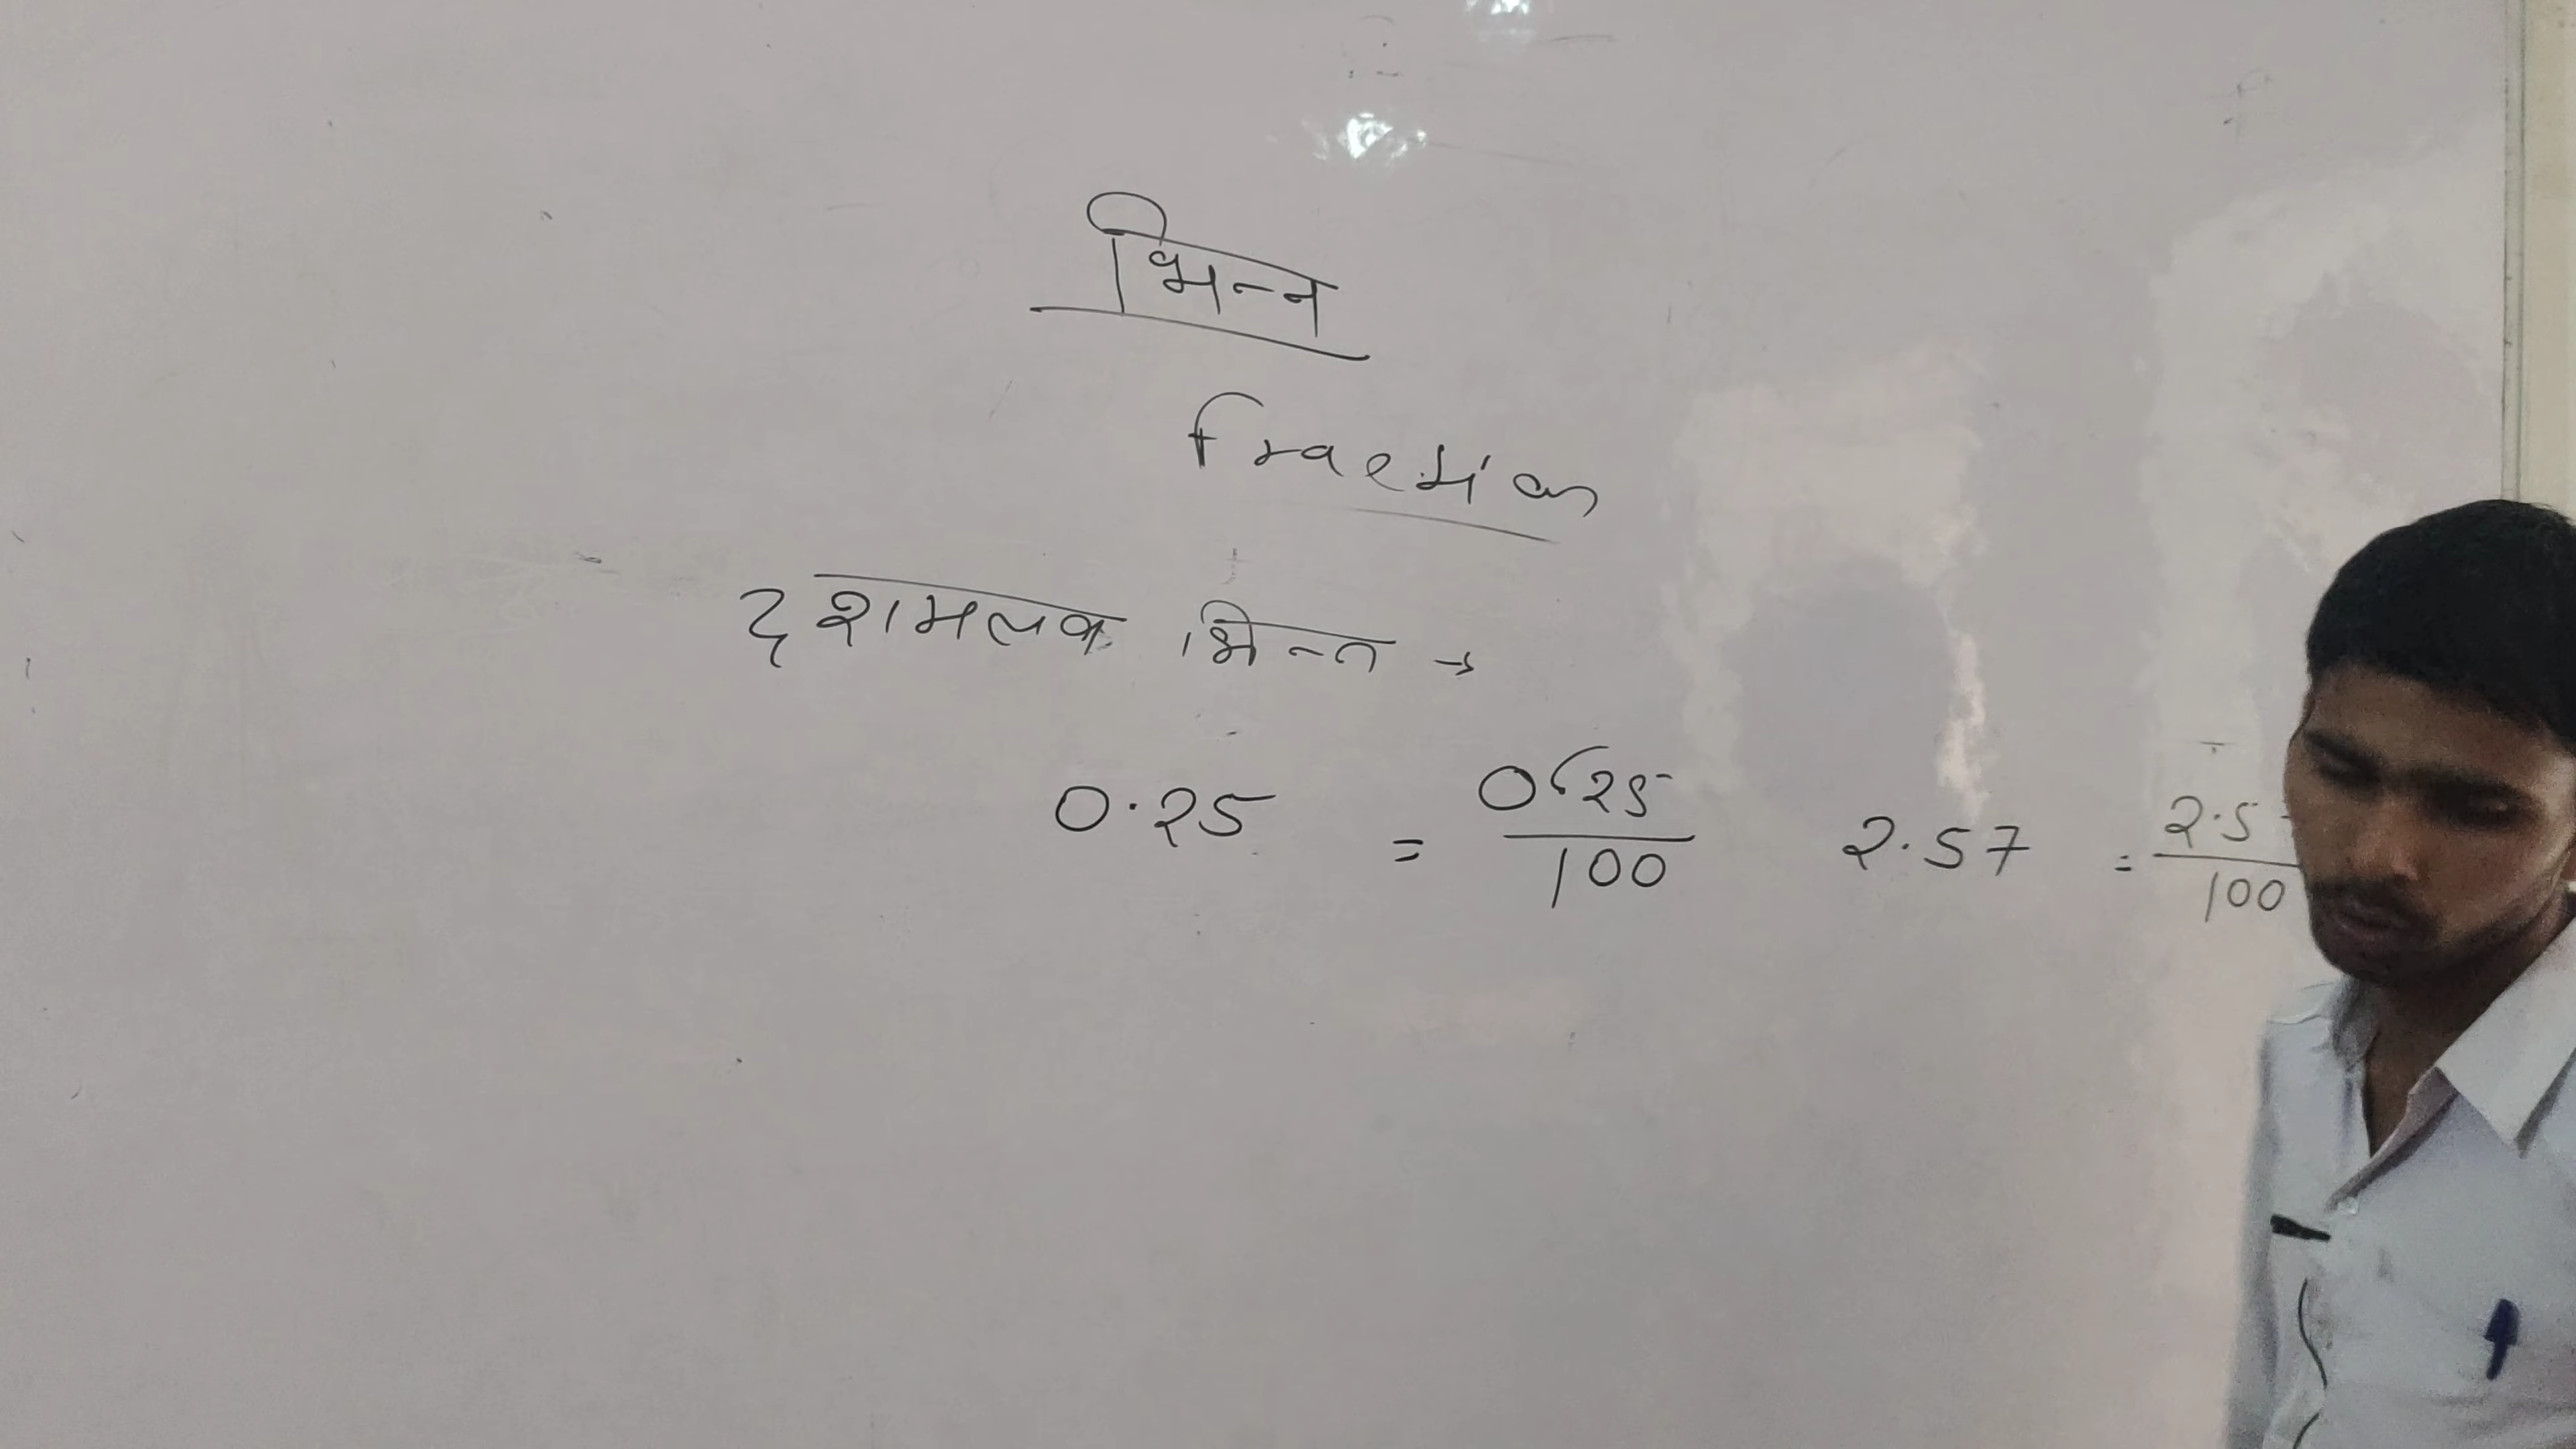 भिन्न
fraction
दशमलव भिन्न →
0.25 = 0.25/100 2.57 = 2.5/100